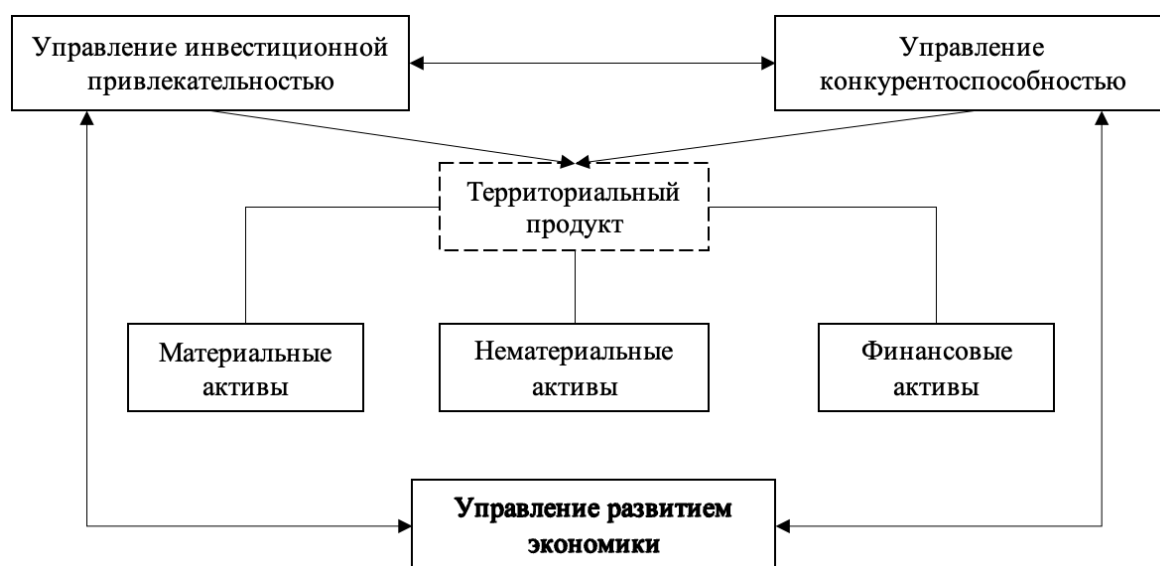 Управление инвестиционной
привлекательностью
Управление
конкурентоспособностью
Территориальный
продукт
Материальные
активы
Нематериальные
активы
Финансовые
активы
Управление развитием
экономики